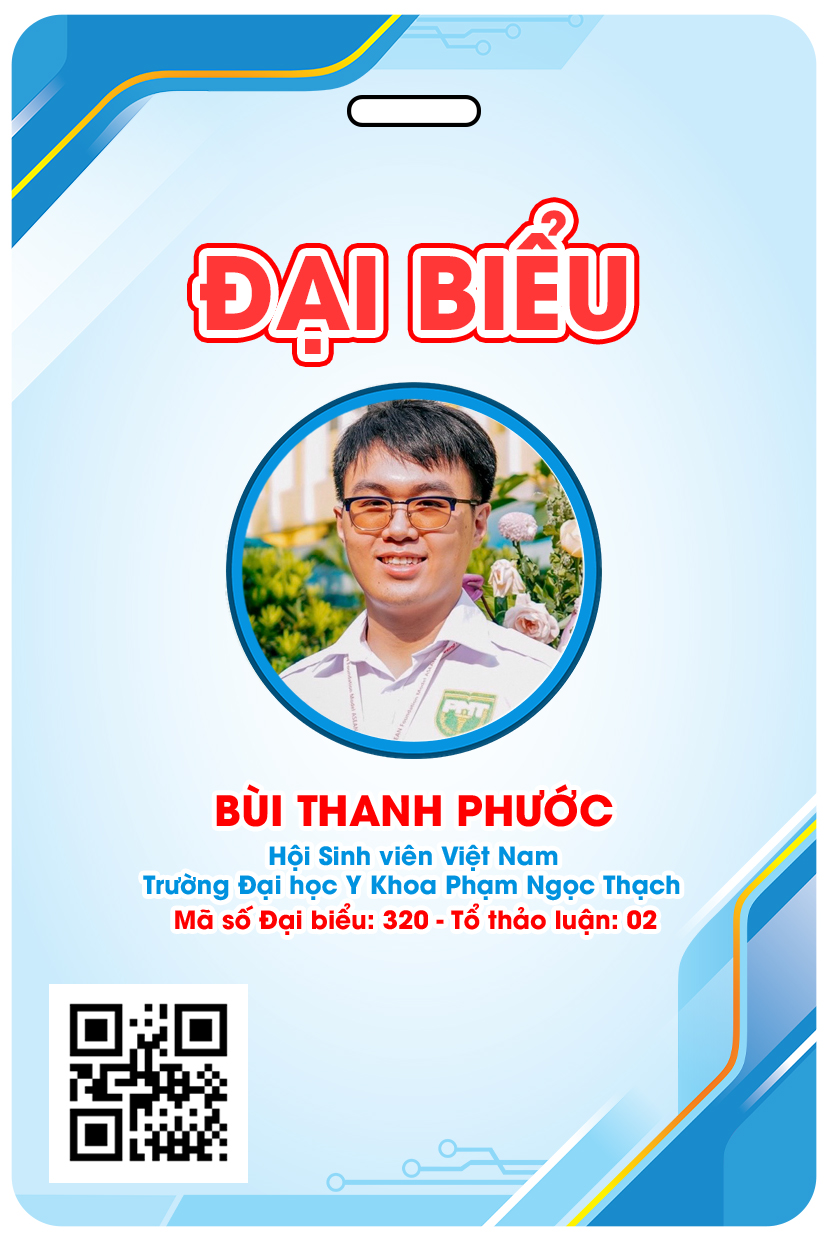 ĐẠI BIỂU
PNT
BÙI THANH PHƯỚC
Hội Sinh viên Việt Nam
Trường Đại học Y Khoa Phạm Ngọc Thạch
Mã số Đại biểu: 320 - Tổ thảo luận: 02